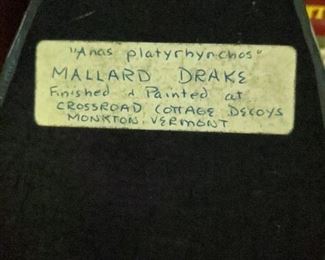 "Anas platyrhynchos"
MALLARD DRAKE
Finished & Painted at
CROSSROAD COTTAGE DECOYS
MONKTON, VERMONT